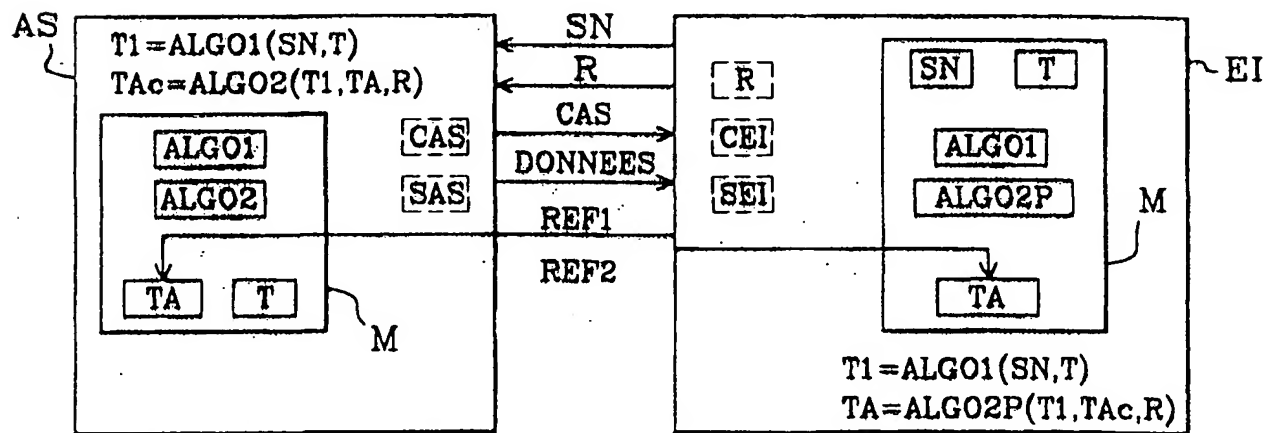 AS
T1=ALGO1(SN,T)
TAc=ALGO2(T1,TA,R)
ALGO1
ALGO2
CAS
SAS
TA
T
M
SN
R
CAS
DONNEES
REF1
REF2
R
CEI
SEI
SN
T
ALGO1
ALGO2P
TA
M
EI
T1=ALGO1(SN,T)
TA=ALGO2P(T1,TAc,R)